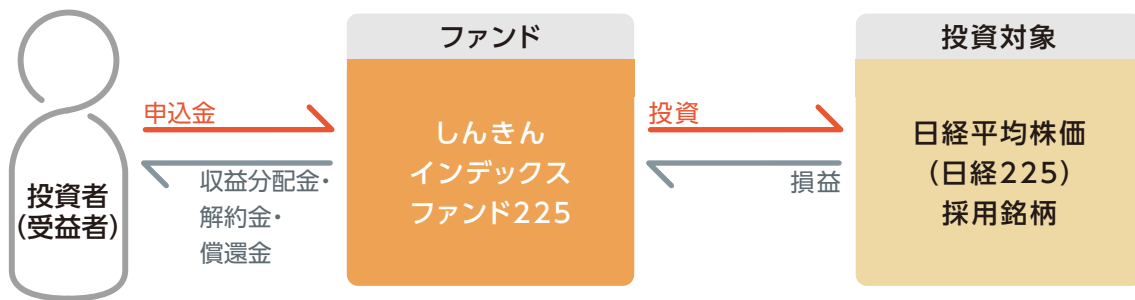 投資者
(受益者)
申込金
収益分配金・
解約金・
償還金
ファンド
しんきん
インデックス
ファンド225
投資
損益
投資対象
日経平均株価
(日経225)
採用銘柄